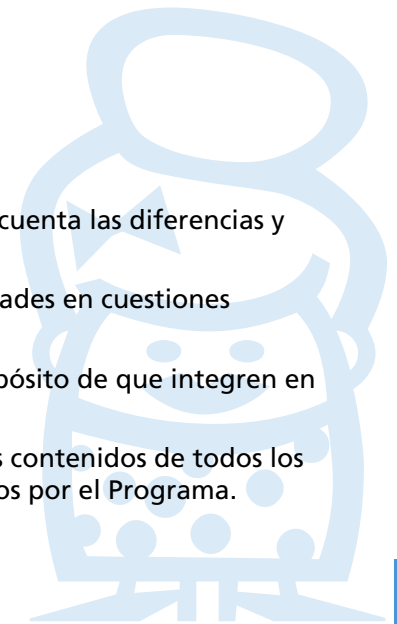 cuenta las diferencias y
ades en cuestiones
pósito de que integren en
s contenidos de todos los
os por el Programa.